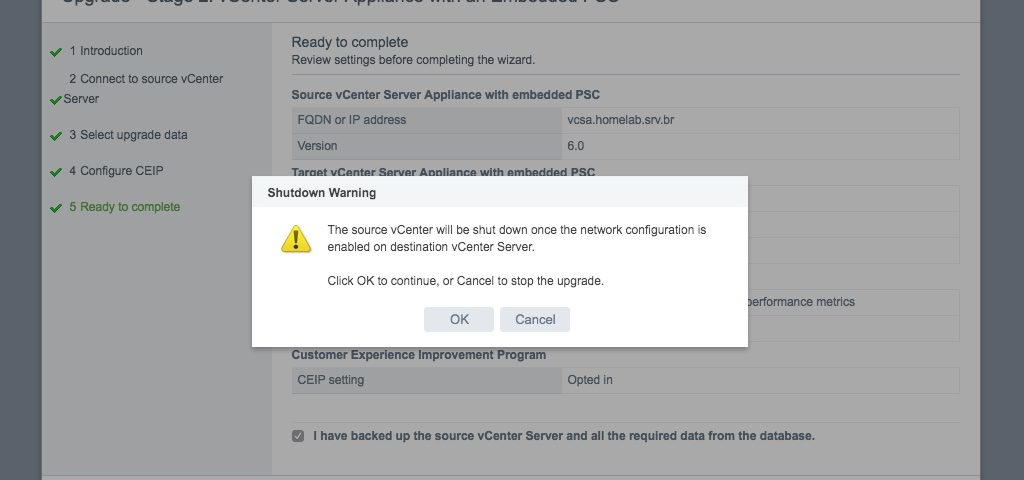 Upgrade - Stage 2: vCenter Server Appliance with an Embedded PSC
1 Introduction
2 Connect to source vCenter
Server
3 Select upgrade data
4 Configure CEIP
5 Ready to complete
Ready to complete
Review settings before completing the wizard.
Source vCenter Server Appliance with embedded PSC
FQDN or IP address vcsa.homelab.srv.br
Version 6.0
Target vCenter Server Appliance with embedded PSC
Shutdown Warning
The source vCenter will be shut down once the network configuration is
enabled on destination vCenter Server.
Click OK to continue, or Cancel to stop the upgrade.
OK Cancel
performance metrics
Customer Experience Improvement Program
CEIP setting Opted in
I have backed up the source vCenter Server and all the required data from the database.